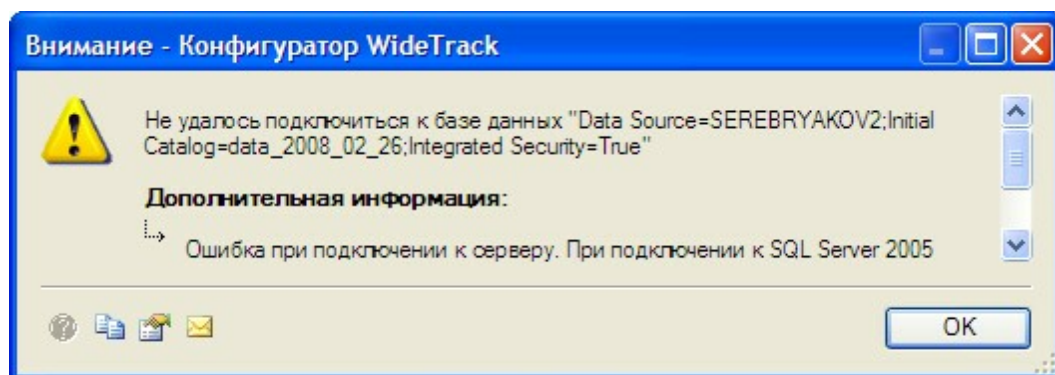 Внимание - Конфигуратор WideTrack
Не удалось подключиться к базе данных "Data Source=SEREBRYAKOV2;Initial
Catalog=data_2008_02_26;Integrated Security=True"
Дополнительная информация:
Ошибка при подключении к серверу. При подключении к SQL Server 2005
OK